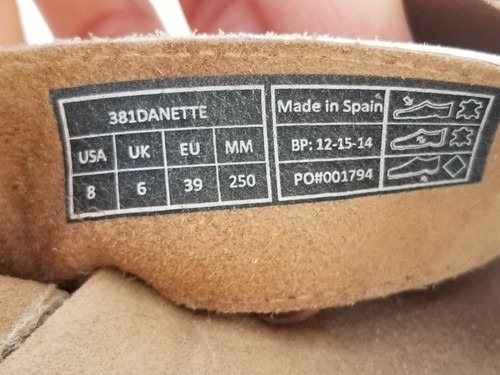 381DANETTE
USA UK EU MM
8 6 39 250
Made in Spain
BP: 12-15-14
PO#001794